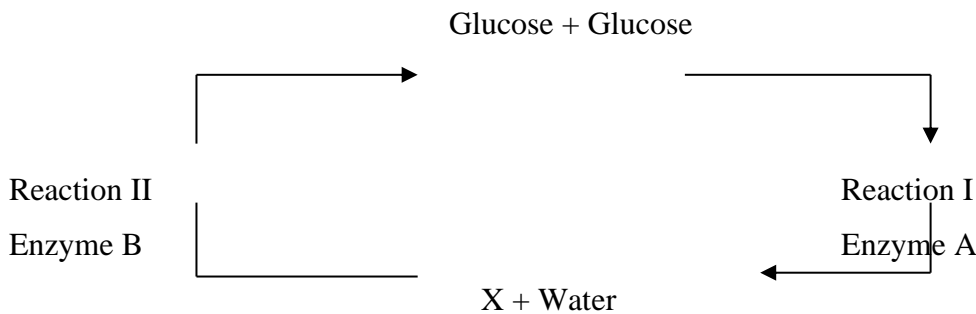 Glucose + Glucose
Reaction II
Reaction I
Enzyme B
Enzyme A
X + Water